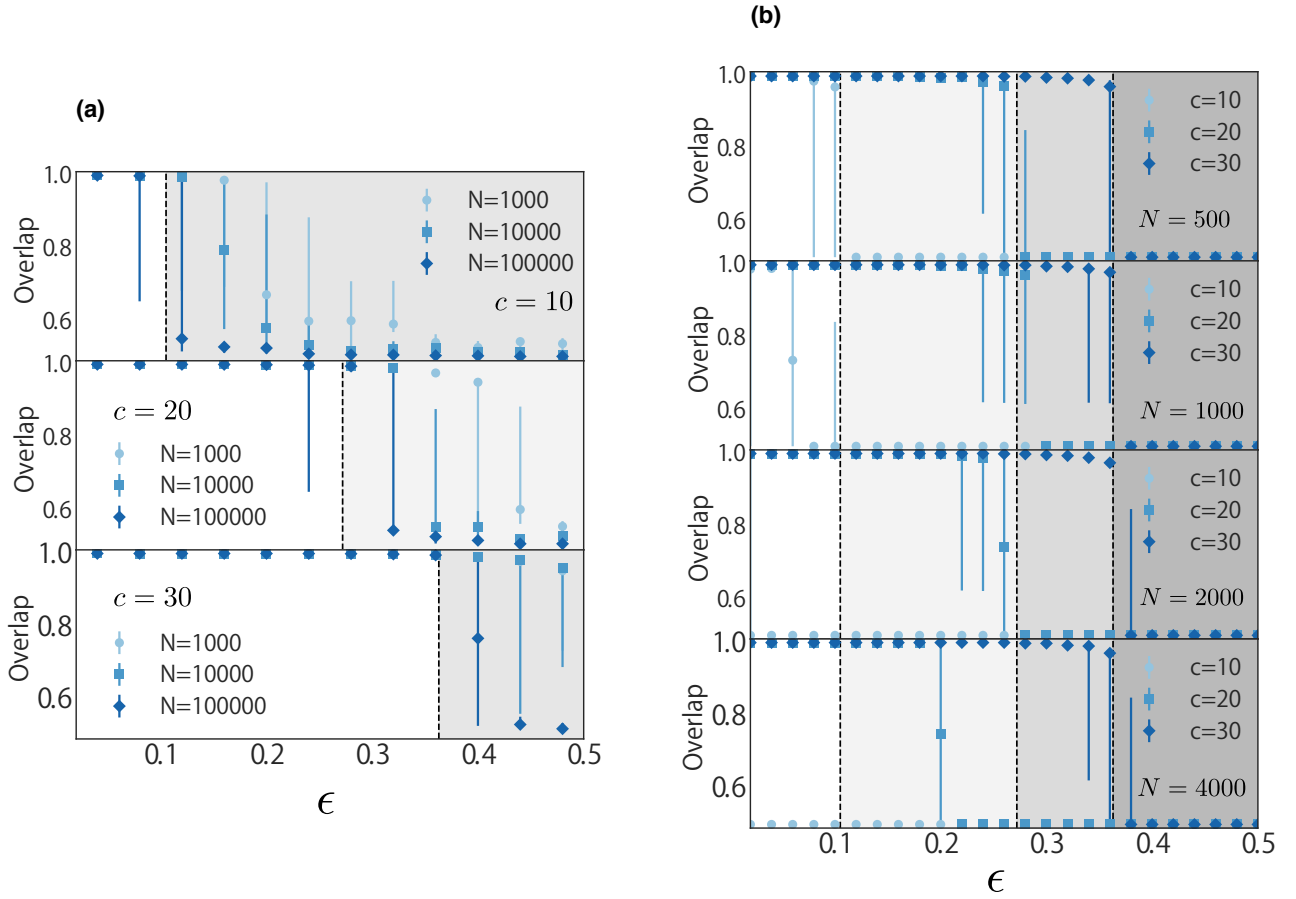 (a)
1.0
0.8
0.6
Overlap
N=1000
N=10000
N=100000
c = 10
1.0
0.8
0.6
Overlap
c = 20
N=1000
N=10000
N=100000
1.0
0.8
0.6
Overlap
c = 30
N=1000
N=10000
N=100000
0.1 0.2 0.3 0.4 0.5
ϵ
(b)
1.0
0.8
0.6
Overlap
c=10
c=20
c=30
N = 500
1.0
0.8
0.6
Overlap
c=10
c=20
c=30
N = 1000
1.0
0.8
0.6
Overlap
c=10
c=20
c=30
N = 2000
1.0
0.8
0.6
Overlap
c=10
c=20
c=30
N = 4000
0.1 0.2 0.3 0.4 0.5
ϵ